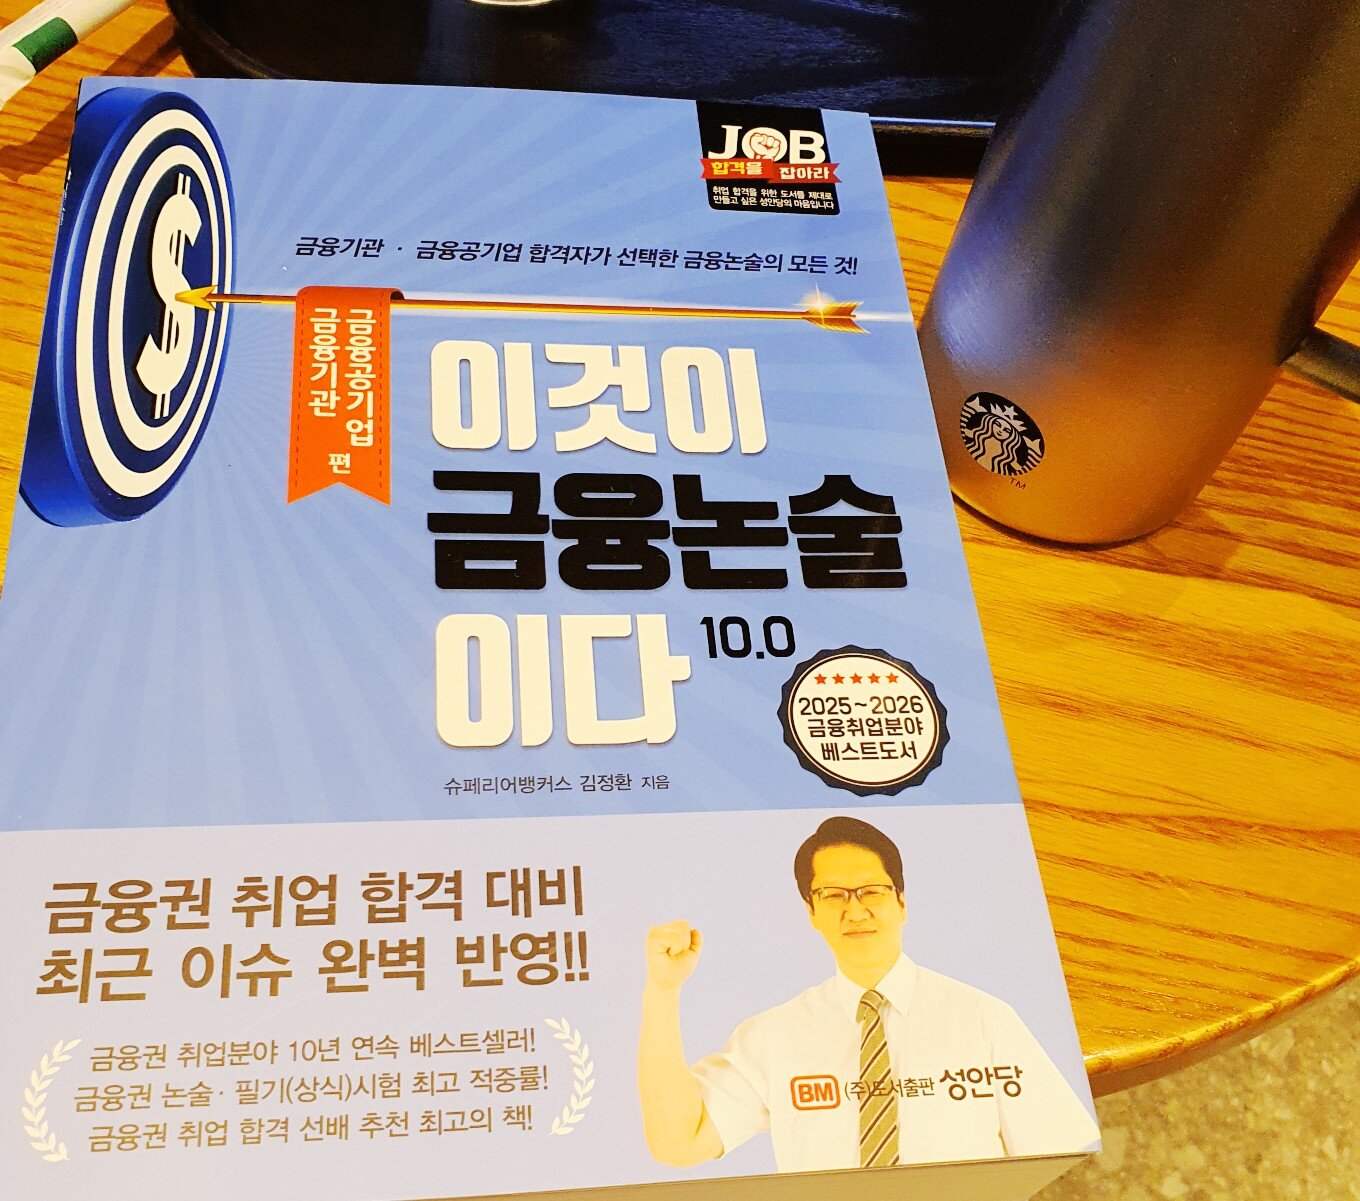 JOB
합격을 잡아라
취업 합격을 위한 도서를 제대로
만들고 싶은 성안당의 마음입니다
금융기관 · 금융공기업 합격자가 선택한 금융논술의 모든 것!
금융공기업
금융기관
편
이것이
금융논술
이다 10.0
★★★★★
2025~2026
금융취업분야
베스트도서
슈페리어뱅커스 김정환 지음
금융권 취업 합격 대비
최근 이슈 완벽 반영!!
금융권 취업분야 10년 연속 베스트셀러!
금융권 논술·필기(상식)시험 최고 적중률!
금융권 취업 합격 선배 추천 최고의 책!
BM (주)도서출판 성안당
TM